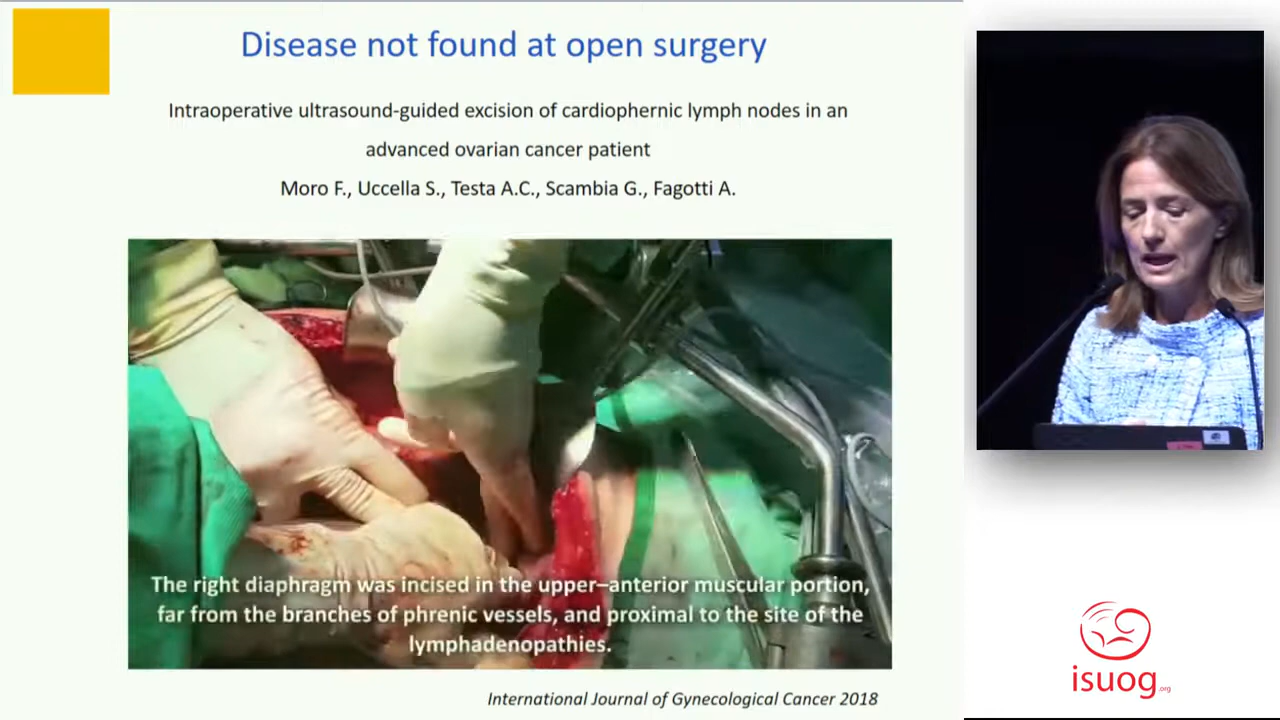 Disease not found at open surgery
Intraoperative ultrasound-guided excision of cardiophernic lymph nodes in an
advanced ovarian cancer patient
Moro F., Uccella S., Testa A.C., Scambia G., Fagotti A.
The right diaphragm was incised in the upper–anterior muscular portion,
far from the branches of phrenic vessels, and proximal to the site of the
lymphadenopathies.
International Journal of Gynecological Cancer 2018
isuog.org